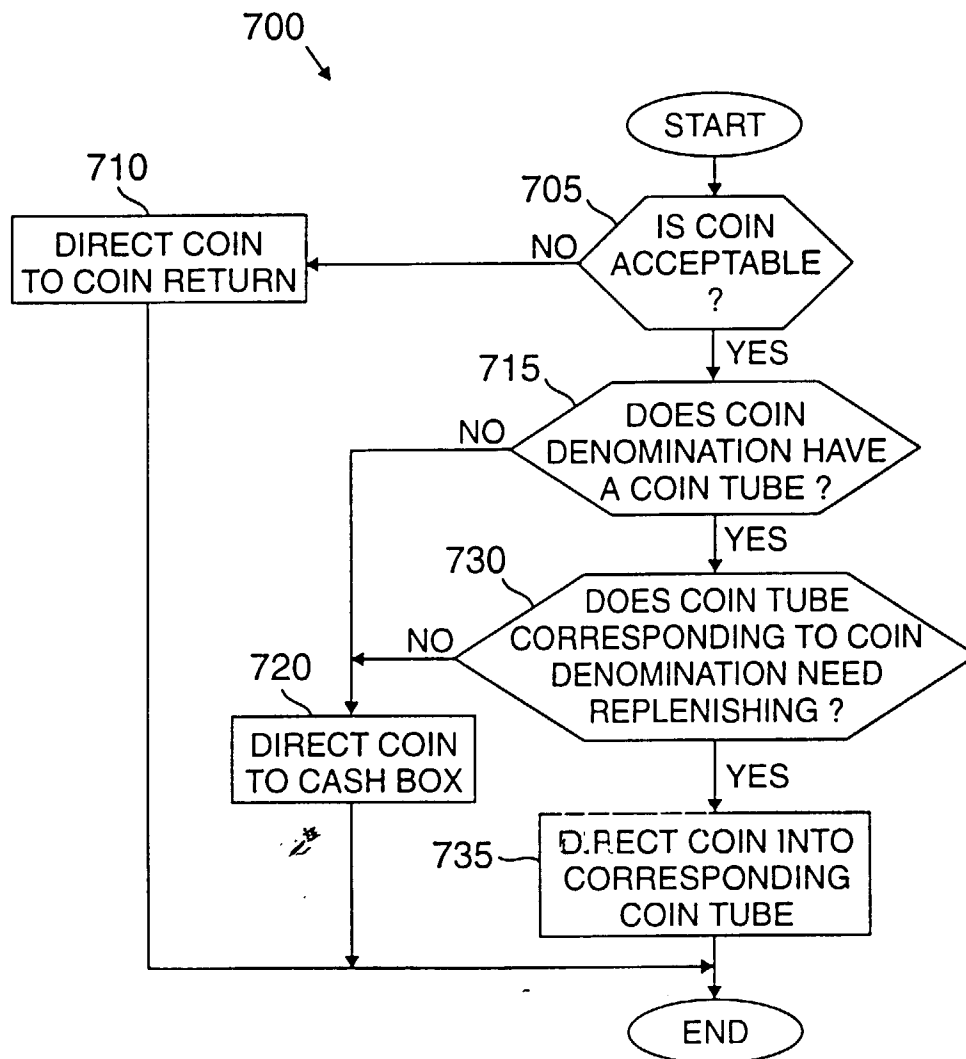 700
START
710
705
IS COIN
ACCEPTABLE
?
NO
DIRECT COIN
TO COIN RETURN
YES
715
DOES COIN
DENOMINATION HAVE
A COIN TUBE ?
NO
YES
730
DOES COIN TUBE
CORRESPONDING TO COIN
DENOMINATION NEED
REPLENISHING ?
NO
720
DIRECT COIN
TO CASH BOX
YES
735
DIRECT COIN INTO
CORRESPONDING
COIN TUBE
END